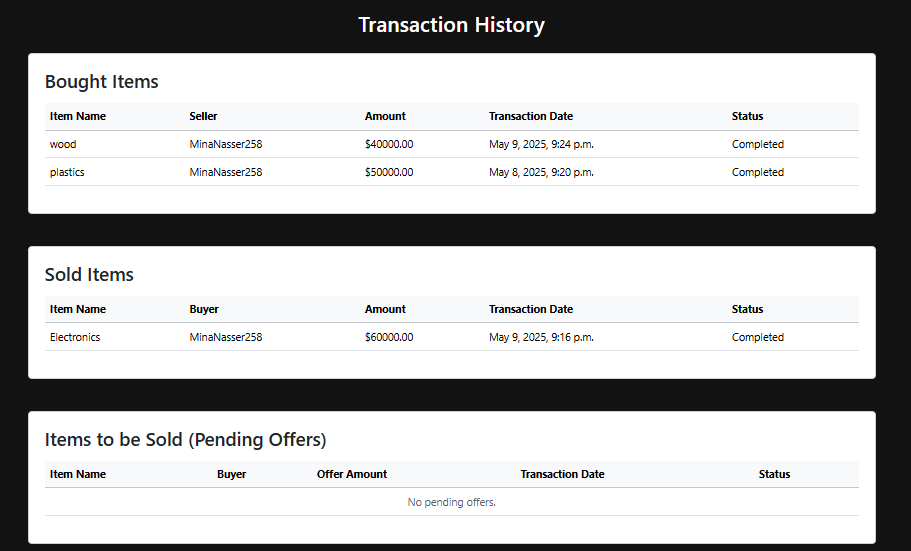 Transaction History
Bought Items
Item Name Seller Amount Transaction Date Status
wood MinaNasser258 $40000.00 May 9, 2025, 9:24 p.m. Completed
plastics MinaNasser258 $50000.00 May 8, 2025, 9:20 p.m. Completed
Sold Items
Item Name Buyer Amount Transaction Date Status
Electronics MinaNasser258 $60000.00 May 9, 2025, 9:16 p.m. Completed
Items to be Sold (Pending Offers)
Item Name Buyer Offer Amount Transaction Date Status
No pending offers.